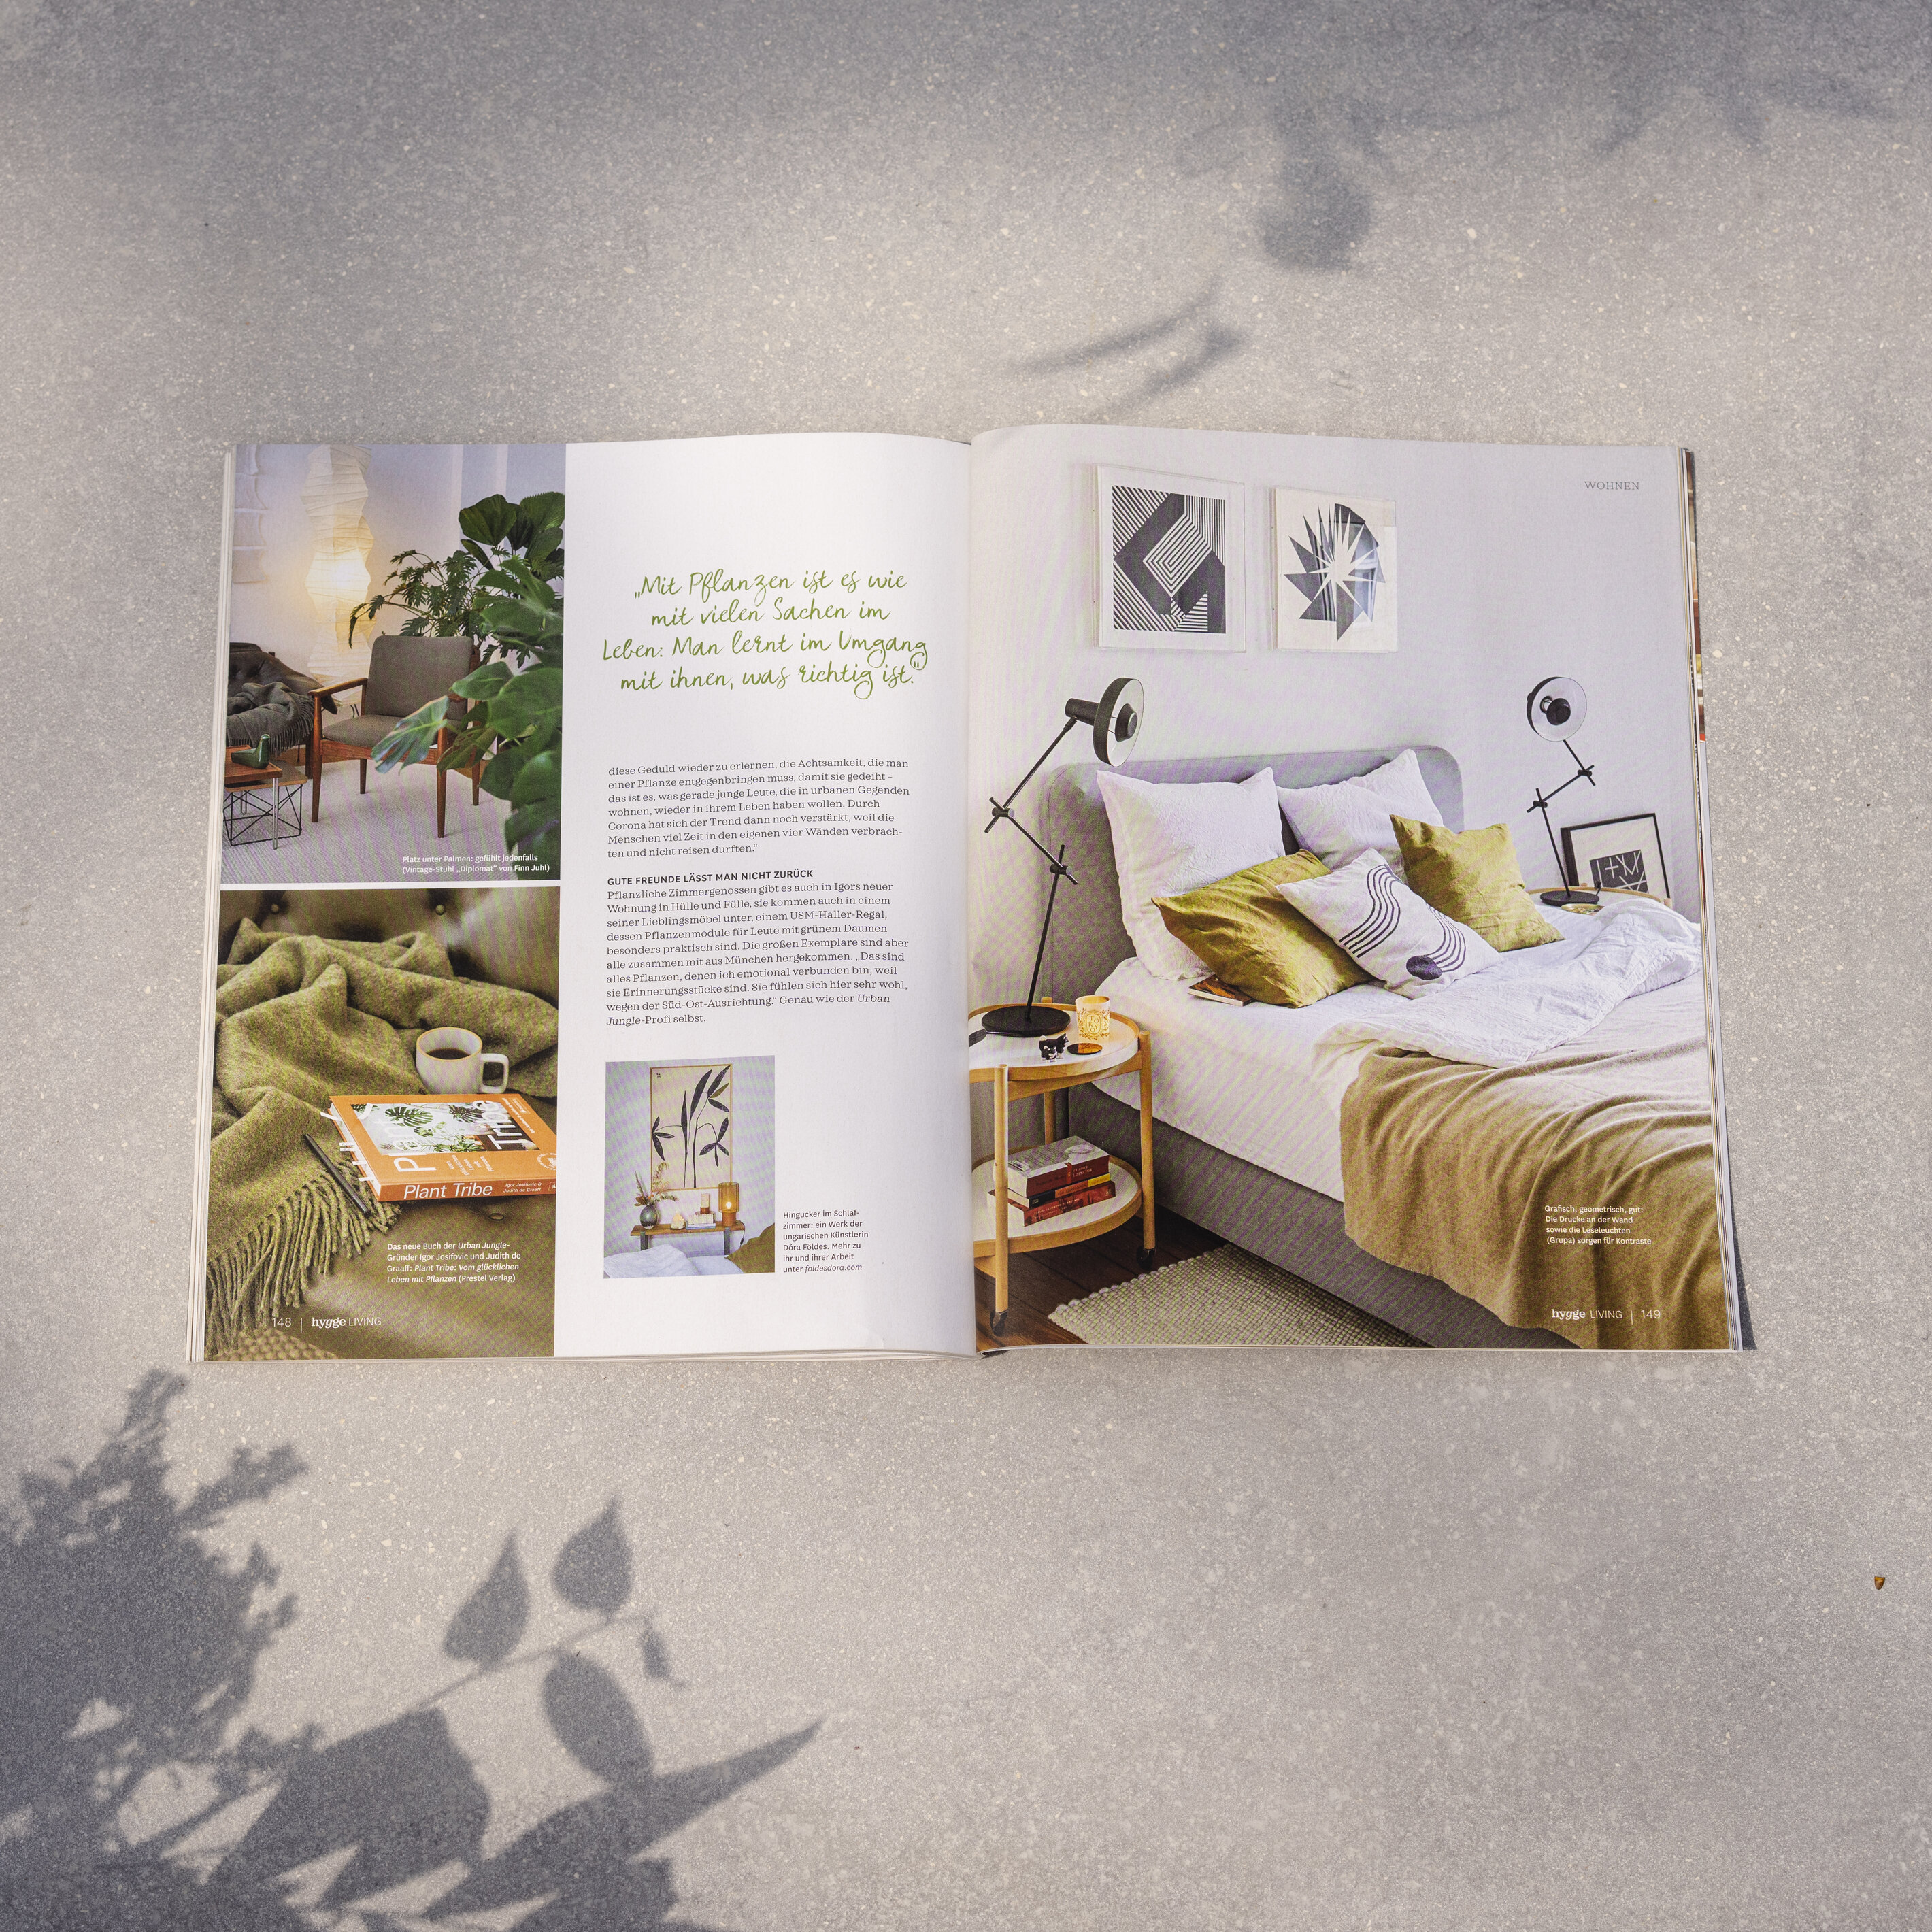 Platz unter Palmen: gefühlt jedenfalls
(Vintage-Stuhl „Diplomat“ von Finn Juhl)
Plant Tribe
Igor Josifovic &
Judith de Graaff
Das neue Buch der Urban Jungle-
Gründer Igor Josifovic und Judith de
Graaff: Plant Tribe: Vom glücklichen
Leben mit Pflanzen (Prestel Verlag)
148 | hygge LIVING
„Mit Pflanzen ist es wie
mit vielen Sachen im
Leben: Man lernt im Umgang
mit ihnen, was richtig ist.“
diese Geduld wieder zu erlernen, die Achtsamkeit, die man
einer Pflanze entgegenbringen muss, damit sie gedeiht –
das ist es, was gerade junge Leute, die in urbanen Gegenden
wohnen, wieder in ihrem Leben haben wollen. Durch
Corona hat sich der Trend dann noch verstärkt, weil die
Menschen viel Zeit in den eigenen vier Wänden verbrach-
ten und nicht reisen durften.“
GUTE FREUNDE LÄSST MAN NICHT ZURÜCK
Pflanzliche Zimmergenossen gibt es auch in Igors neuer
Wohnung in Hülle und Fülle, sie kommen auch in einem
seiner Lieblingsmöbel unter, einem USM-Haller-Regal,
dessen Pflanzenmodule für Leute mit grünem Daumen
besonders praktisch sind. Die großen Exemplare sind aber
alle zusammen mit aus München hergekommen. „Das sind
alles Pflanzen, denen ich emotional verbunden bin, weil
sie Erinnerungsstücke sind. Sie fühlen sich hier sehr wohl,
wegen der Süd-Ost-Ausrichtung.“ Genau wie der Urban
Jungle-Profi selbst.
Hingucker im Schlaf-
zimmer: ein Werk der
ungarischen Künstlerin
Dóra Földes. Mehr zu
ihr und ihrer Arbeit
unter foldesdora.com
WOHNEN
Grafisch, geometrisch, gut:
Die Drucke an der Wand
sowie die Leseleuchten
(Grupa) sorgen für Kontraste
hygge LIVING | 149